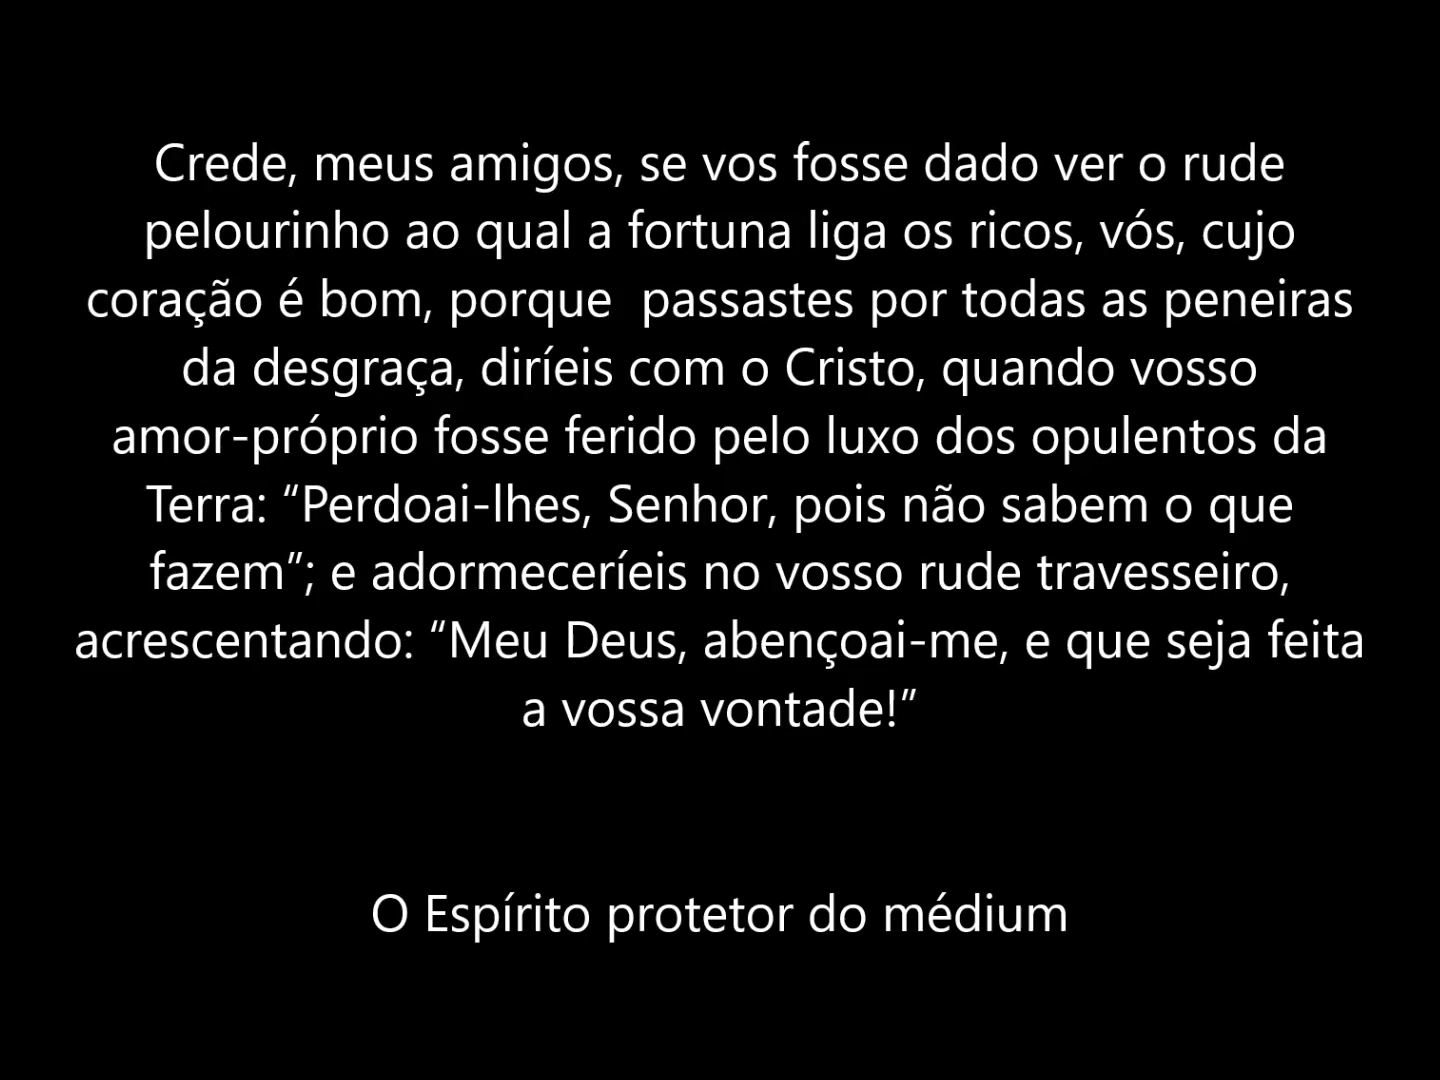 Crede, meus amigos, se vos fosse dado ver o rude
pelourinho ao qual a fortuna liga os ricos, vós, cujo
coração é bom, porque  passastes por todas as peneiras
da desgraça, diríeis com o Cristo, quando vosso
amor-próprio fosse ferido pelo luxo dos opulentos da
Terra: “Perdoai-lhes, Senhor, pois não sabem o que
fazem”; e adormeceríeis no vosso rude travesseiro,
acrescentando: “Meu Deus, abençoai-me, e que seja feita
a vossa vontade!”
O Espírito protetor do médium